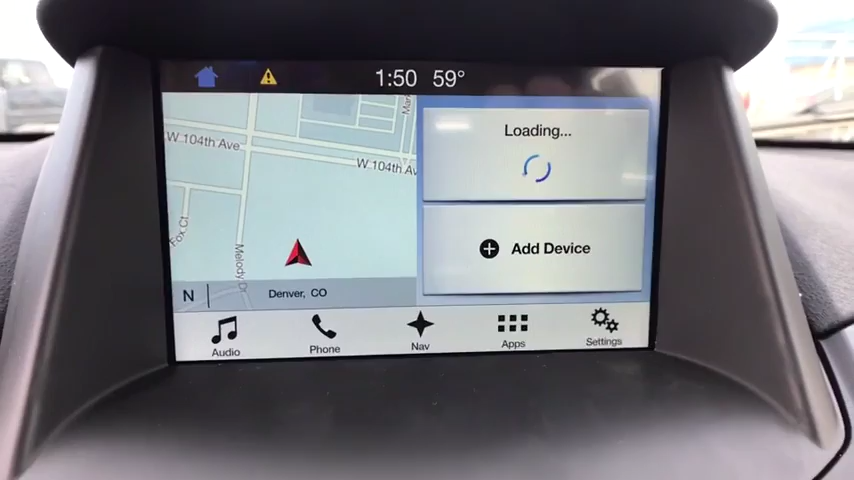 1:50 59°
Loading...
Add Device
W 104th Ave
W 104th Av
Fox Ct
Melody Dr
N
Denver, CO
Audio
Phone
Nav
Apps
Settings